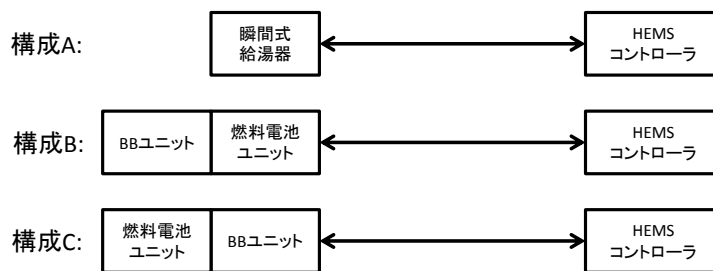 構成A:
瞬間式
給湯器
HEMS
コントローラ
構成B:
BBユニット
燃料電池
ユニット
HEMS
コントローラ
構成C:
燃料電池
ユニット
BBユニット
HEMS
コントローラ